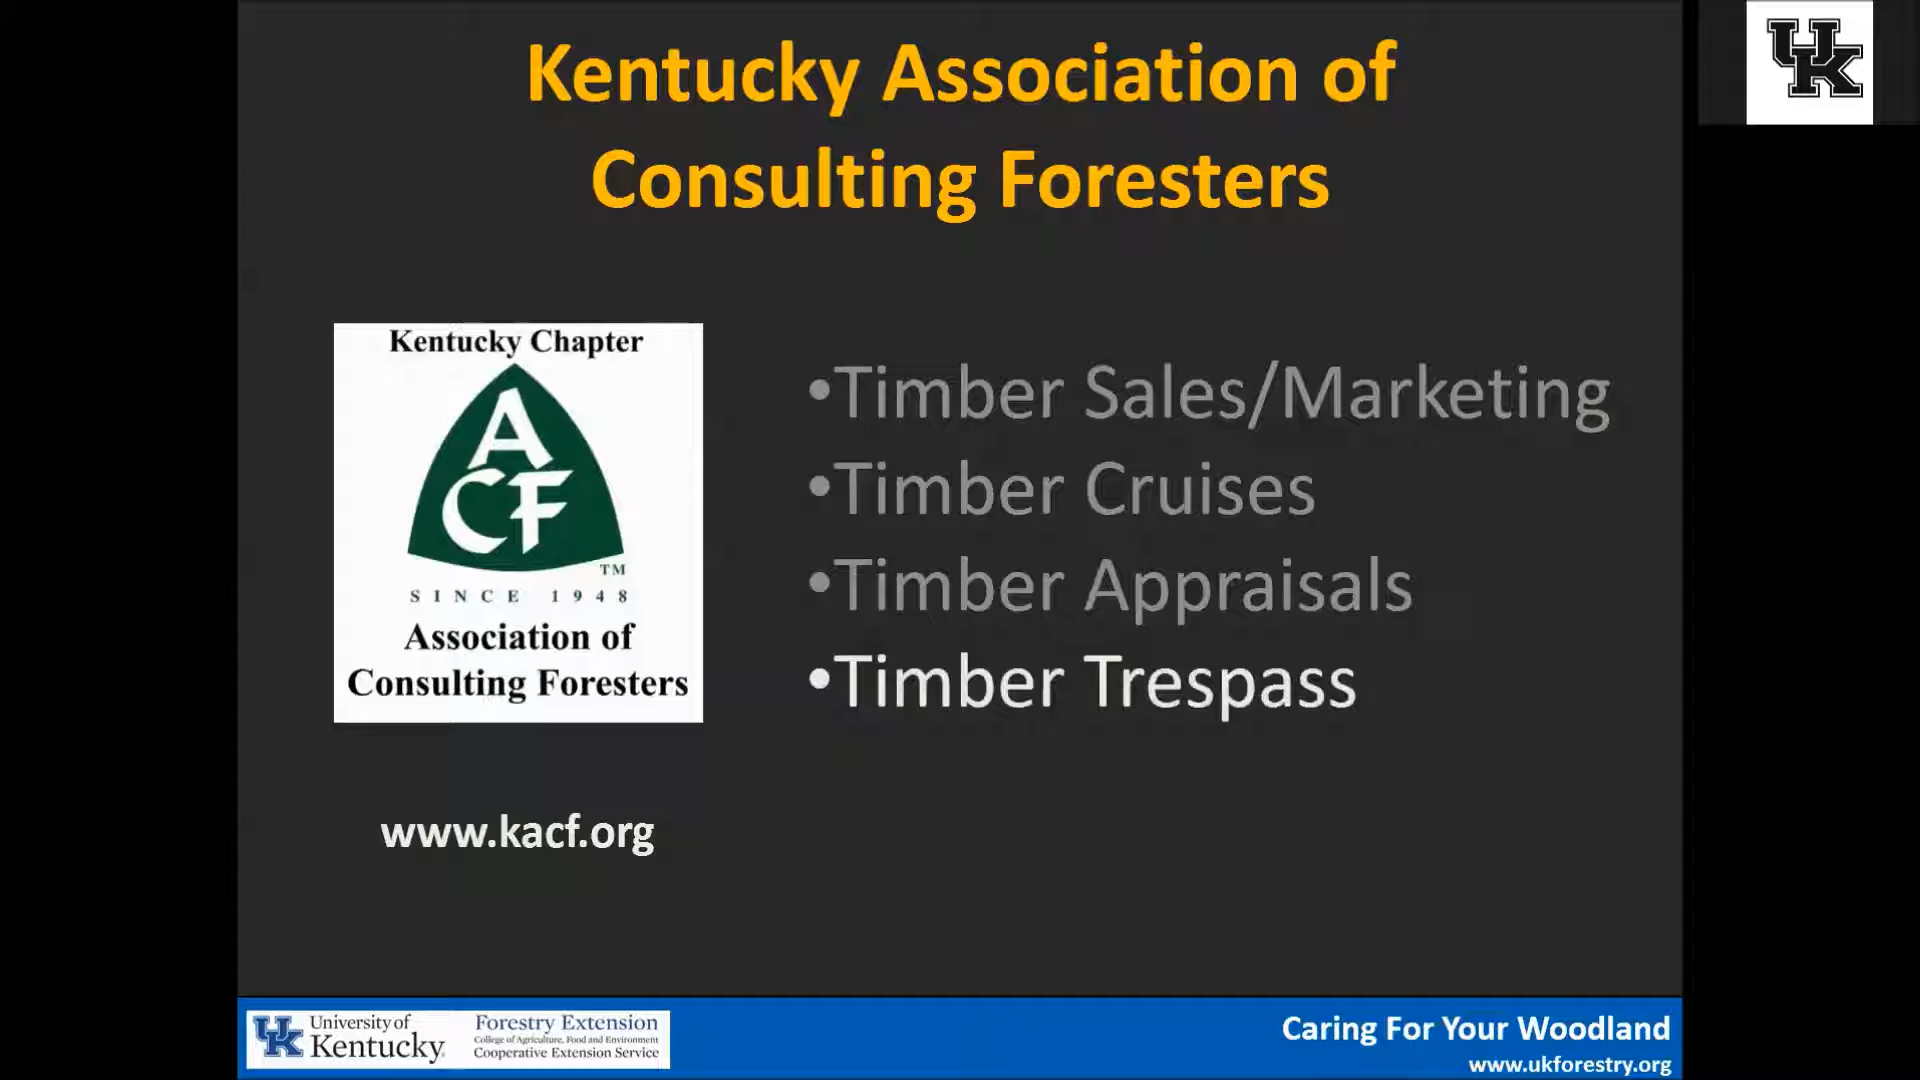 Kentucky Association of
Consulting Foresters
UK
Kentucky Chapter
A
CF
TM
SINCE 1948
Association of
Consulting Foresters
www.kacf.org
•Timber Sales/Marketing
•Timber Cruises
•Timber Appraisals
•Timber Trespass
UK
University of
Kentucky
Forestry Extension
College of Agriculture, Food and Environment
Cooperative Extension Service
Caring For Your Woodland
www.ukforestry.org